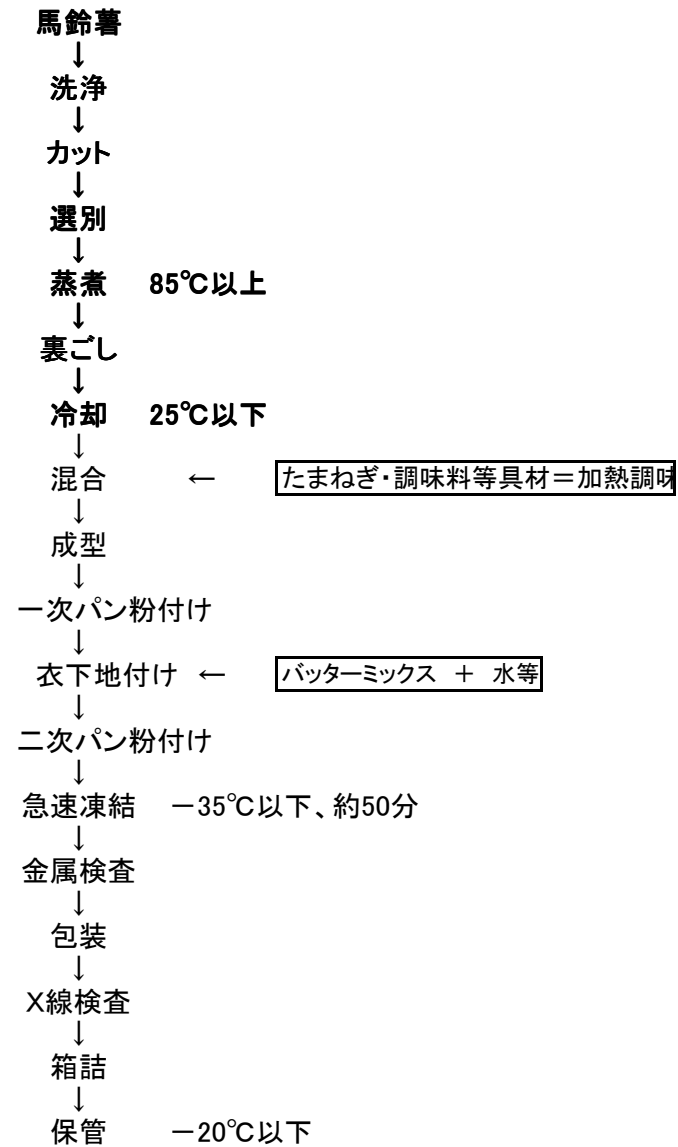 馬鈴薯
↓
洗浄
↓
カット
↓
選別
↓
蒸煮 85℃以上
↓
裏ごし
↓
冷却 25℃以下
↓
混合 ← たまねぎ・調味料等具材＝加熱調味
↓
成型
↓
一次パン粉付け
↓
衣下地付け ← バッターミックス ＋ 水等
↓
二次パン粉付け
↓
急速凍結 －35℃以下、約50分
↓
金属検査
↓
包装
↓
X線検査
↓
箱詰
↓
保管 －20℃以下